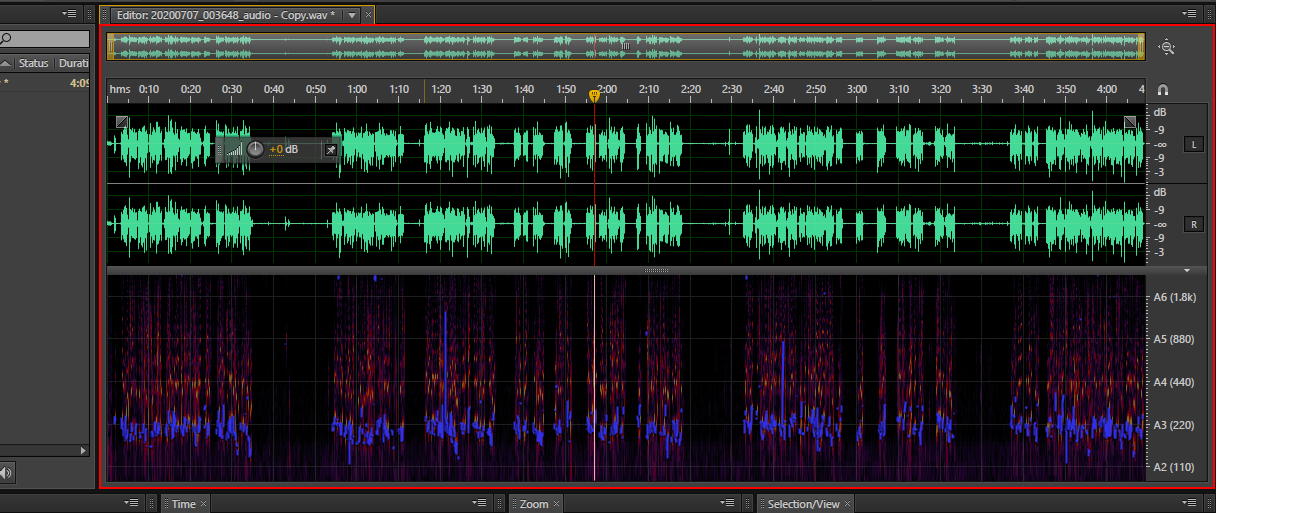 Editor: 20200707_003648_audio - Copy.wav *
Status Durati
* 4:09
hms 0:10 0:20 0:30 0:40 0:50 1:00 1:10 1:20 1:30 1:40 1:50 2:00 2:10 2:20 2:30 2:40 2:50 3:00 3:10 3:20 3:30 3:40 3:50 4:00 4
dB
-9
-∞ L
-9
-3
+0 dB
dB
-9
-∞ R
-9
-3
A6 (1.8k)
A5 (880)
A4 (440)
A3 (220)
A2 (110)
Time Zoom Selection/View